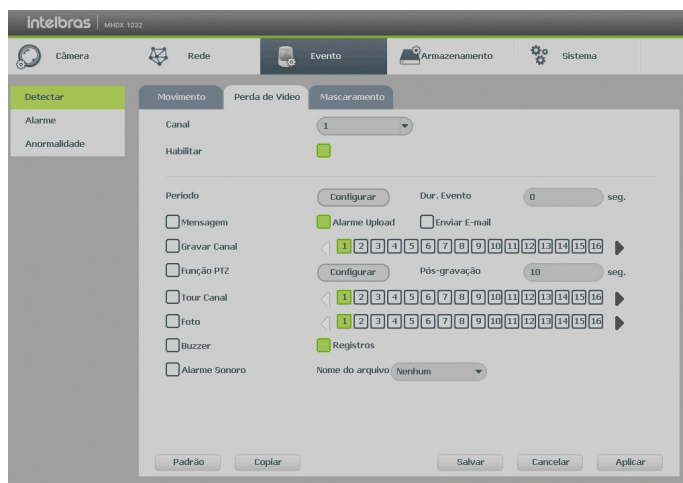 intelbras | MHDX 1032
Câmera Rede Evento Armazenamento Sistema
Detectar
Alarme
Anormalidade
Movimento Perda de Vídeo Mascaramento
Canal 1
Habilitar
Período Configurar Dur. Evento 0 seg.
Mensagem Alarme Upload Enviar E-mail
Gravar Canal 1 2 3 4 5 6 7 8 9 10 11 12 13 14 15 16
Função PTZ Configurar Pós-gravação 10 seg.
Tour Canal 1 2 3 4 5 6 7 8 9 10 11 12 13 14 15 16
Foto 1 2 3 4 5 6 7 8 9 10 11 12 13 14 15 16
Buzzer Registros
Alarme Sonoro Nome do arquivo Nenhum
Padrão Copiar Salvar Cancelar Aplicar